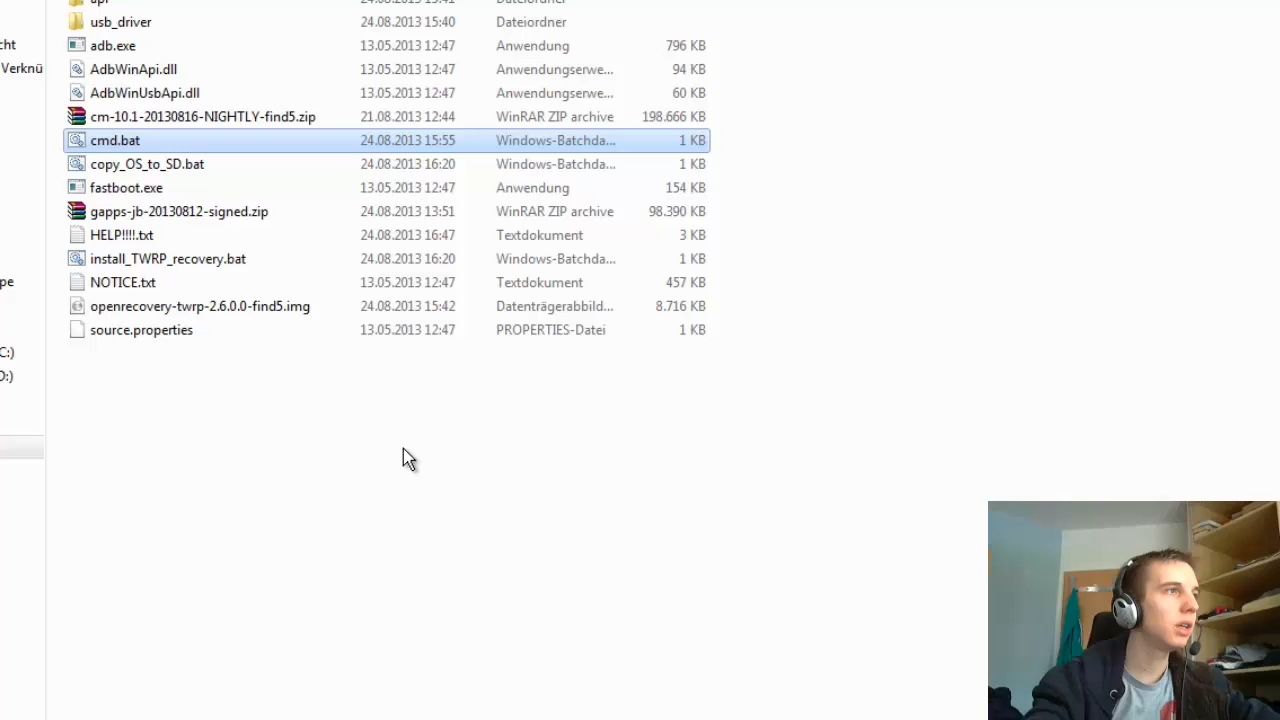 usb_driver 24.08.2013 15:40 Dateiordner
cht
adb.exe 13.05.2013 12:47 Anwendung 796 KB
Verknü
AdbWinApi.dll 13.05.2013 12:47 Anwendungserwe... 94 KB
AdbWinUsbApi.dll 13.05.2013 12:47 Anwendungserwe... 60 KB
cm-10.1-20130816-NIGHTLY-find5.zip 21.08.2013 12:44 WinRAR ZIP archive 198.666 KB
cmd.bat 24.08.2013 15:55 Windows-Batchda... 1 KB
copy_OS_to_SD.bat 24.08.2013 16:20 Windows-Batchda... 1 KB
fastboot.exe 13.05.2013 12:47 Anwendung 154 KB
gapps-jb-20130812-signed.zip 24.08.2013 13:51 WinRAR ZIP archive 98.390 KB
HELP!!!!.txt 24.08.2013 16:47 Textdokument 3 KB
install_TWRP_recovery.bat 24.08.2013 16:20 Windows-Batchda... 1 KB
pe
NOTICE.txt 13.05.2013 12:47 Textdokument 457 KB
openrecovery-twrp-2.6.0.0-find5.img 24.08.2013 15:42 Datenträgerabbild... 8.716 KB
source.properties 13.05.2013 12:47 PROPERTIES-Datei 1 KB
C:)
D:)